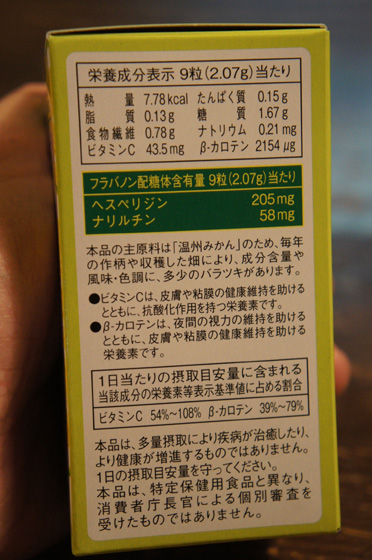 栄養成分表示 9粒(2.07g)当たり
熱量 7.78kcal たんぱく質 0.15g
脂質 0.13g 糖質 1.67g
食物繊維 0.78g ナトリウム 0.21mg
ビタミンC 43.5mg β-カロテン 2154μg
フラバノン配糖体含有量 9粒(2.07g)当たり
ヘスペリジン 205mg
ナリルチン 58mg
本品の主原料は「温州みかん」のため、毎年
の作柄や収穫した畑により、成分含量や
風味・色調に、多少のバラツキがあります。
●ビタミンCは、皮膚や粘膜の健康維持を助ける
とともに、抗酸化作用を持つ栄養素です。
●β-カロテンは、夜間の視力の維持を助ける
とともに、皮膚や粘膜の健康維持を助ける
栄養素です。
1日当たりの摂取目安量に含まれる
当該成分の栄養素等表示基準値に占める割合
ビタミンC 54%~108% β-カロテン 39%~79%
本品は、多量摂取により疾病が治癒したり、
より健康が増進するものではありません。
1日の摂取目安量を守ってください。
本品は、特定保健用食品と異なり、
消費者庁長官による個別審査を
受けたものではありません。